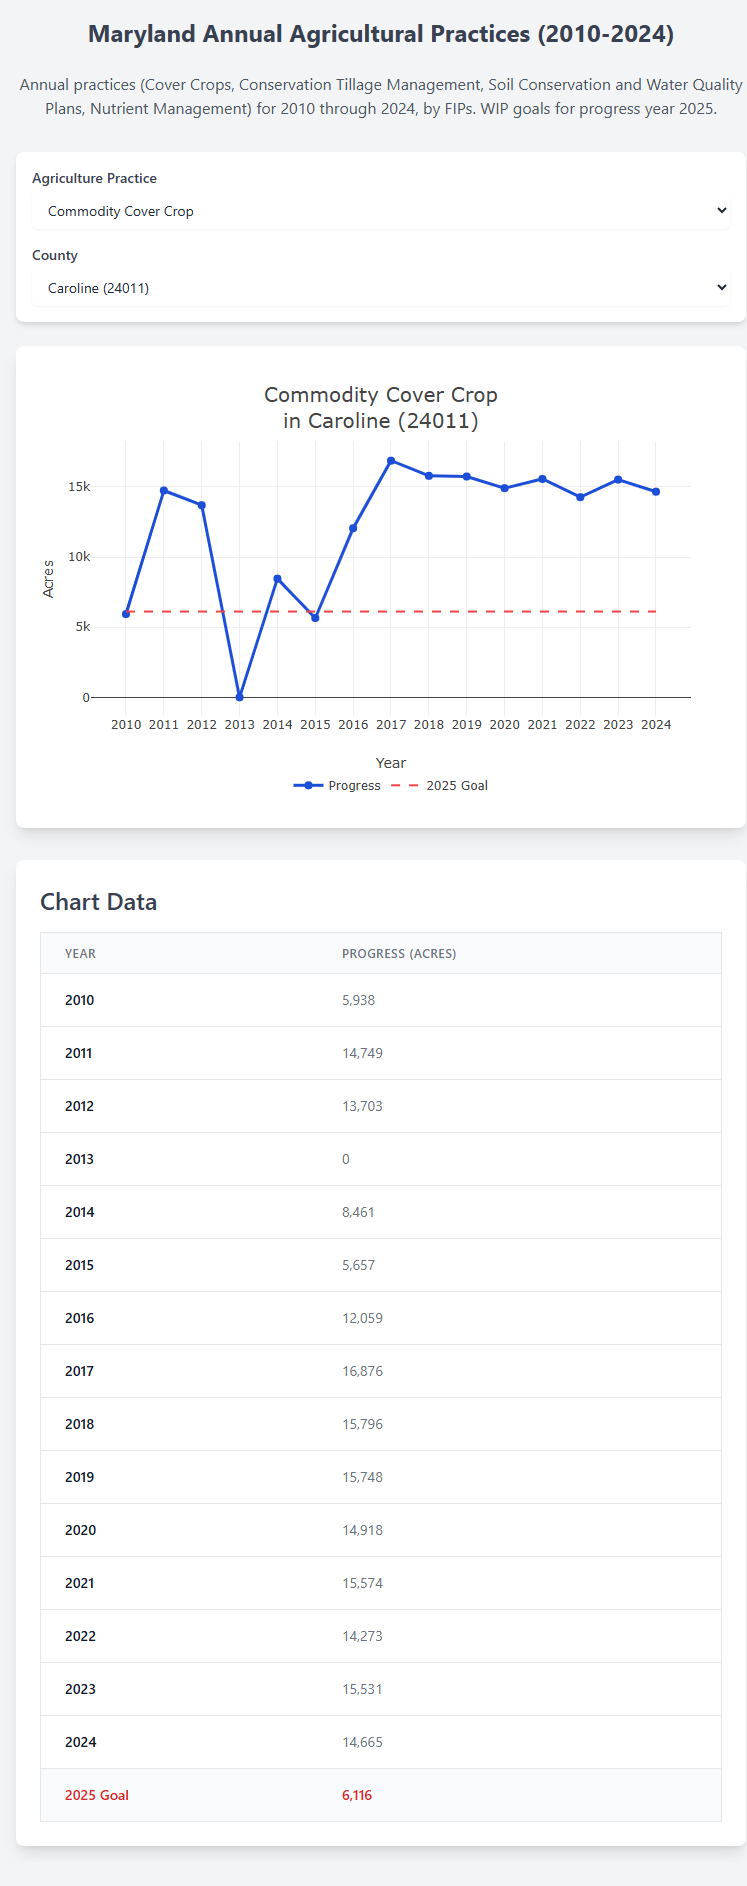 Maryland Annual Agricultural Practices (2010-2024)
Annual practices (Cover Crops, Conservation Tillage Management, Soil Conservation and Water Quality
Plans, Nutrient Management) for 2010 through 2024, by FIPs. WIP goals for progress year 2025.
Agriculture Practice
Commodity Cover Crop
County
Caroline (24011)
Commodity Cover Crop
in Caroline (24011)
15k
10k
5k
0
Acres
2010 2011 2012 2013 2014 2015 2016 2017 2018 2019 2020 2021 2022 2023 2024
Year
Progress 2025 Goal
Chart Data
YEAR PROGRESS (ACRES)
2010 5,938
2011 14,749
2012 13,703
2013 0
2014 8,461
2015 5,657
2016 12,059
2017 16,876
2018 15,796
2019 15,748
2020 14,918
2021 15,574
2022 14,273
2023 15,531
2024 14,665
2025 Goal 6,116